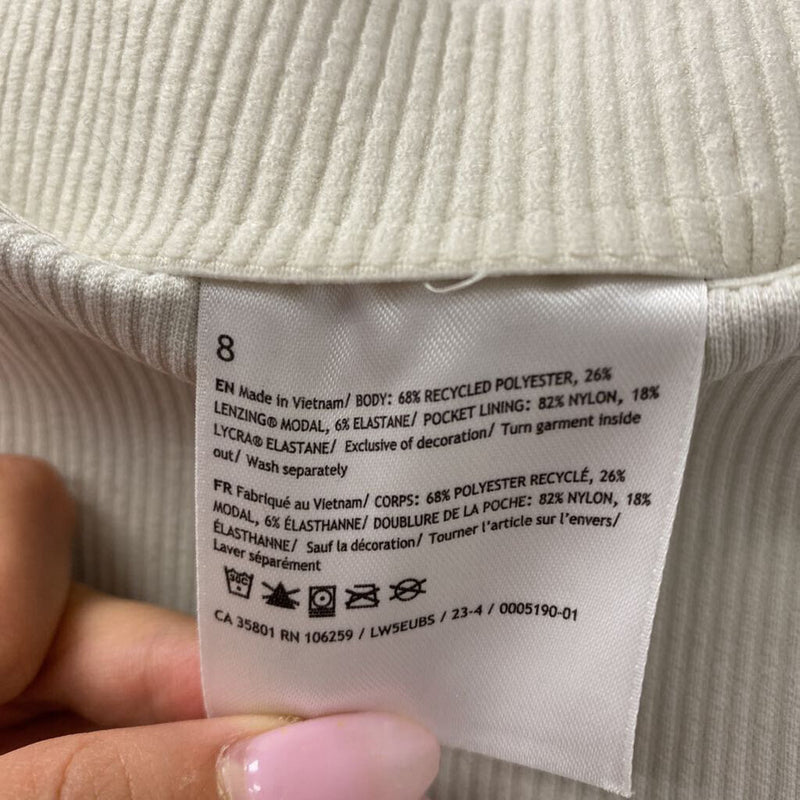 8
EN Made in Vietnam/ BODY: 68% RECYCLED POLYESTER, 26%
LENZING® MODAL, 6% ELASTANE/ POCKET LINING: 82% NYLON, 18%
LYCRA® ELASTANE/ Exclusive of decoration/ Turn garment inside
out/ Wash separately
FR Fabriqué au Vietnam/ CORPS: 68% POLYESTER RECYCLÉ, 26%
MODAL, 6% ÉLASTHANNE/ DOUBLURE DE LA POCHE: 82% NYLON, 18%
ÉLASTHANNE/ Sauf la décoration/ Tourner l'article sur l'envers/
Laver séparément
30C
CA 35801 RN 106259 / LW5EUBS / 23-4 / 0005190-01